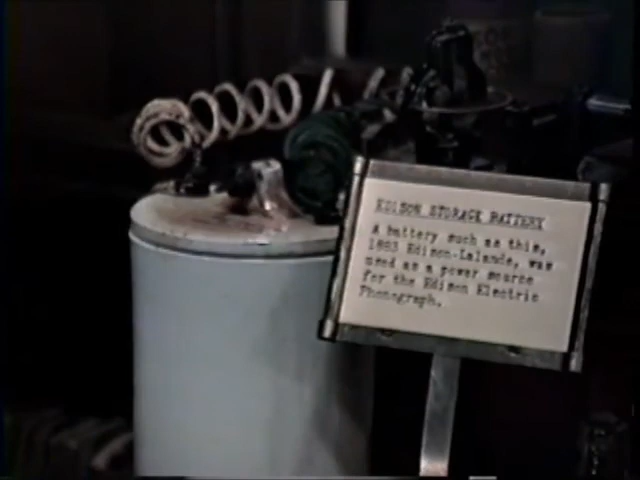 EDISON STORAGE BATTERY
A battery such as this,
1883 Edison-Lalande, was
used as a power source
for the Edison Electric
Phonograph.